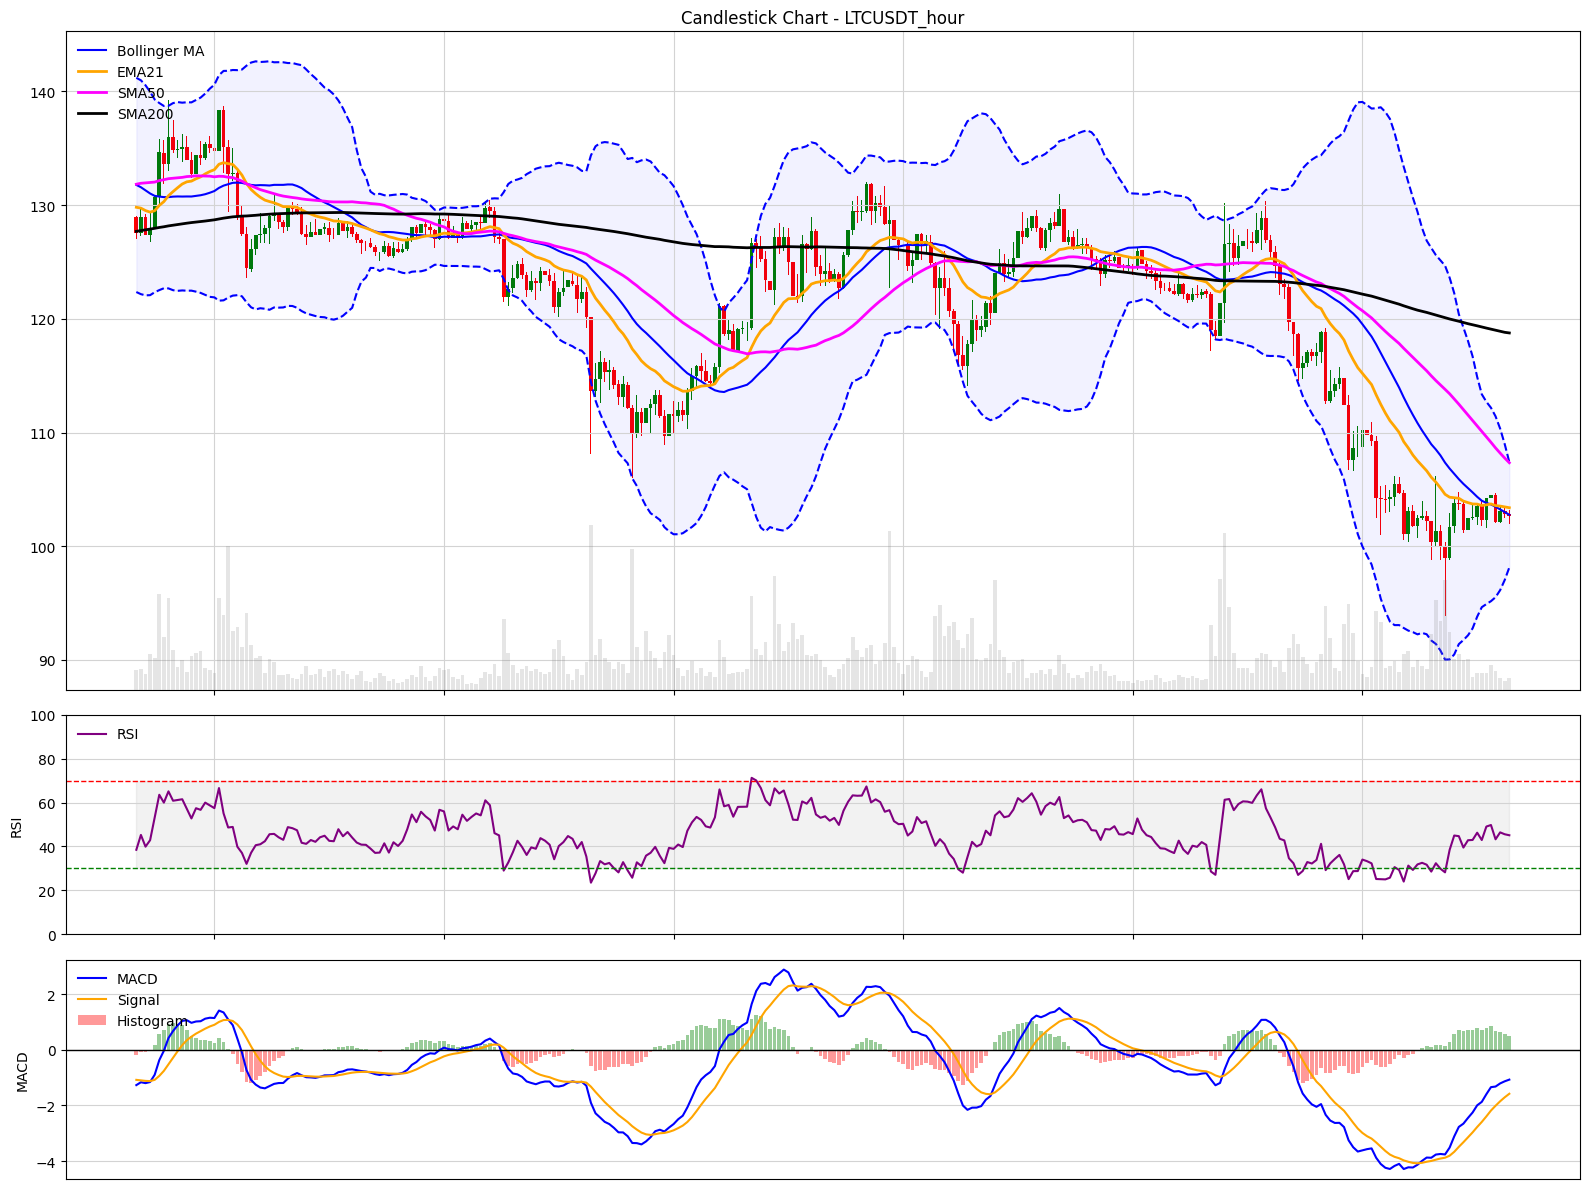 Candlestick Chart - LTCUSDT_hour
Bollinger MA
EMA21
SMA50
SMA200
140
130
120
110
100
90
RSI
100
80
60
40
20
0
RSI
MACD
Signal
Histogram
2
0
−2
−4
MACD